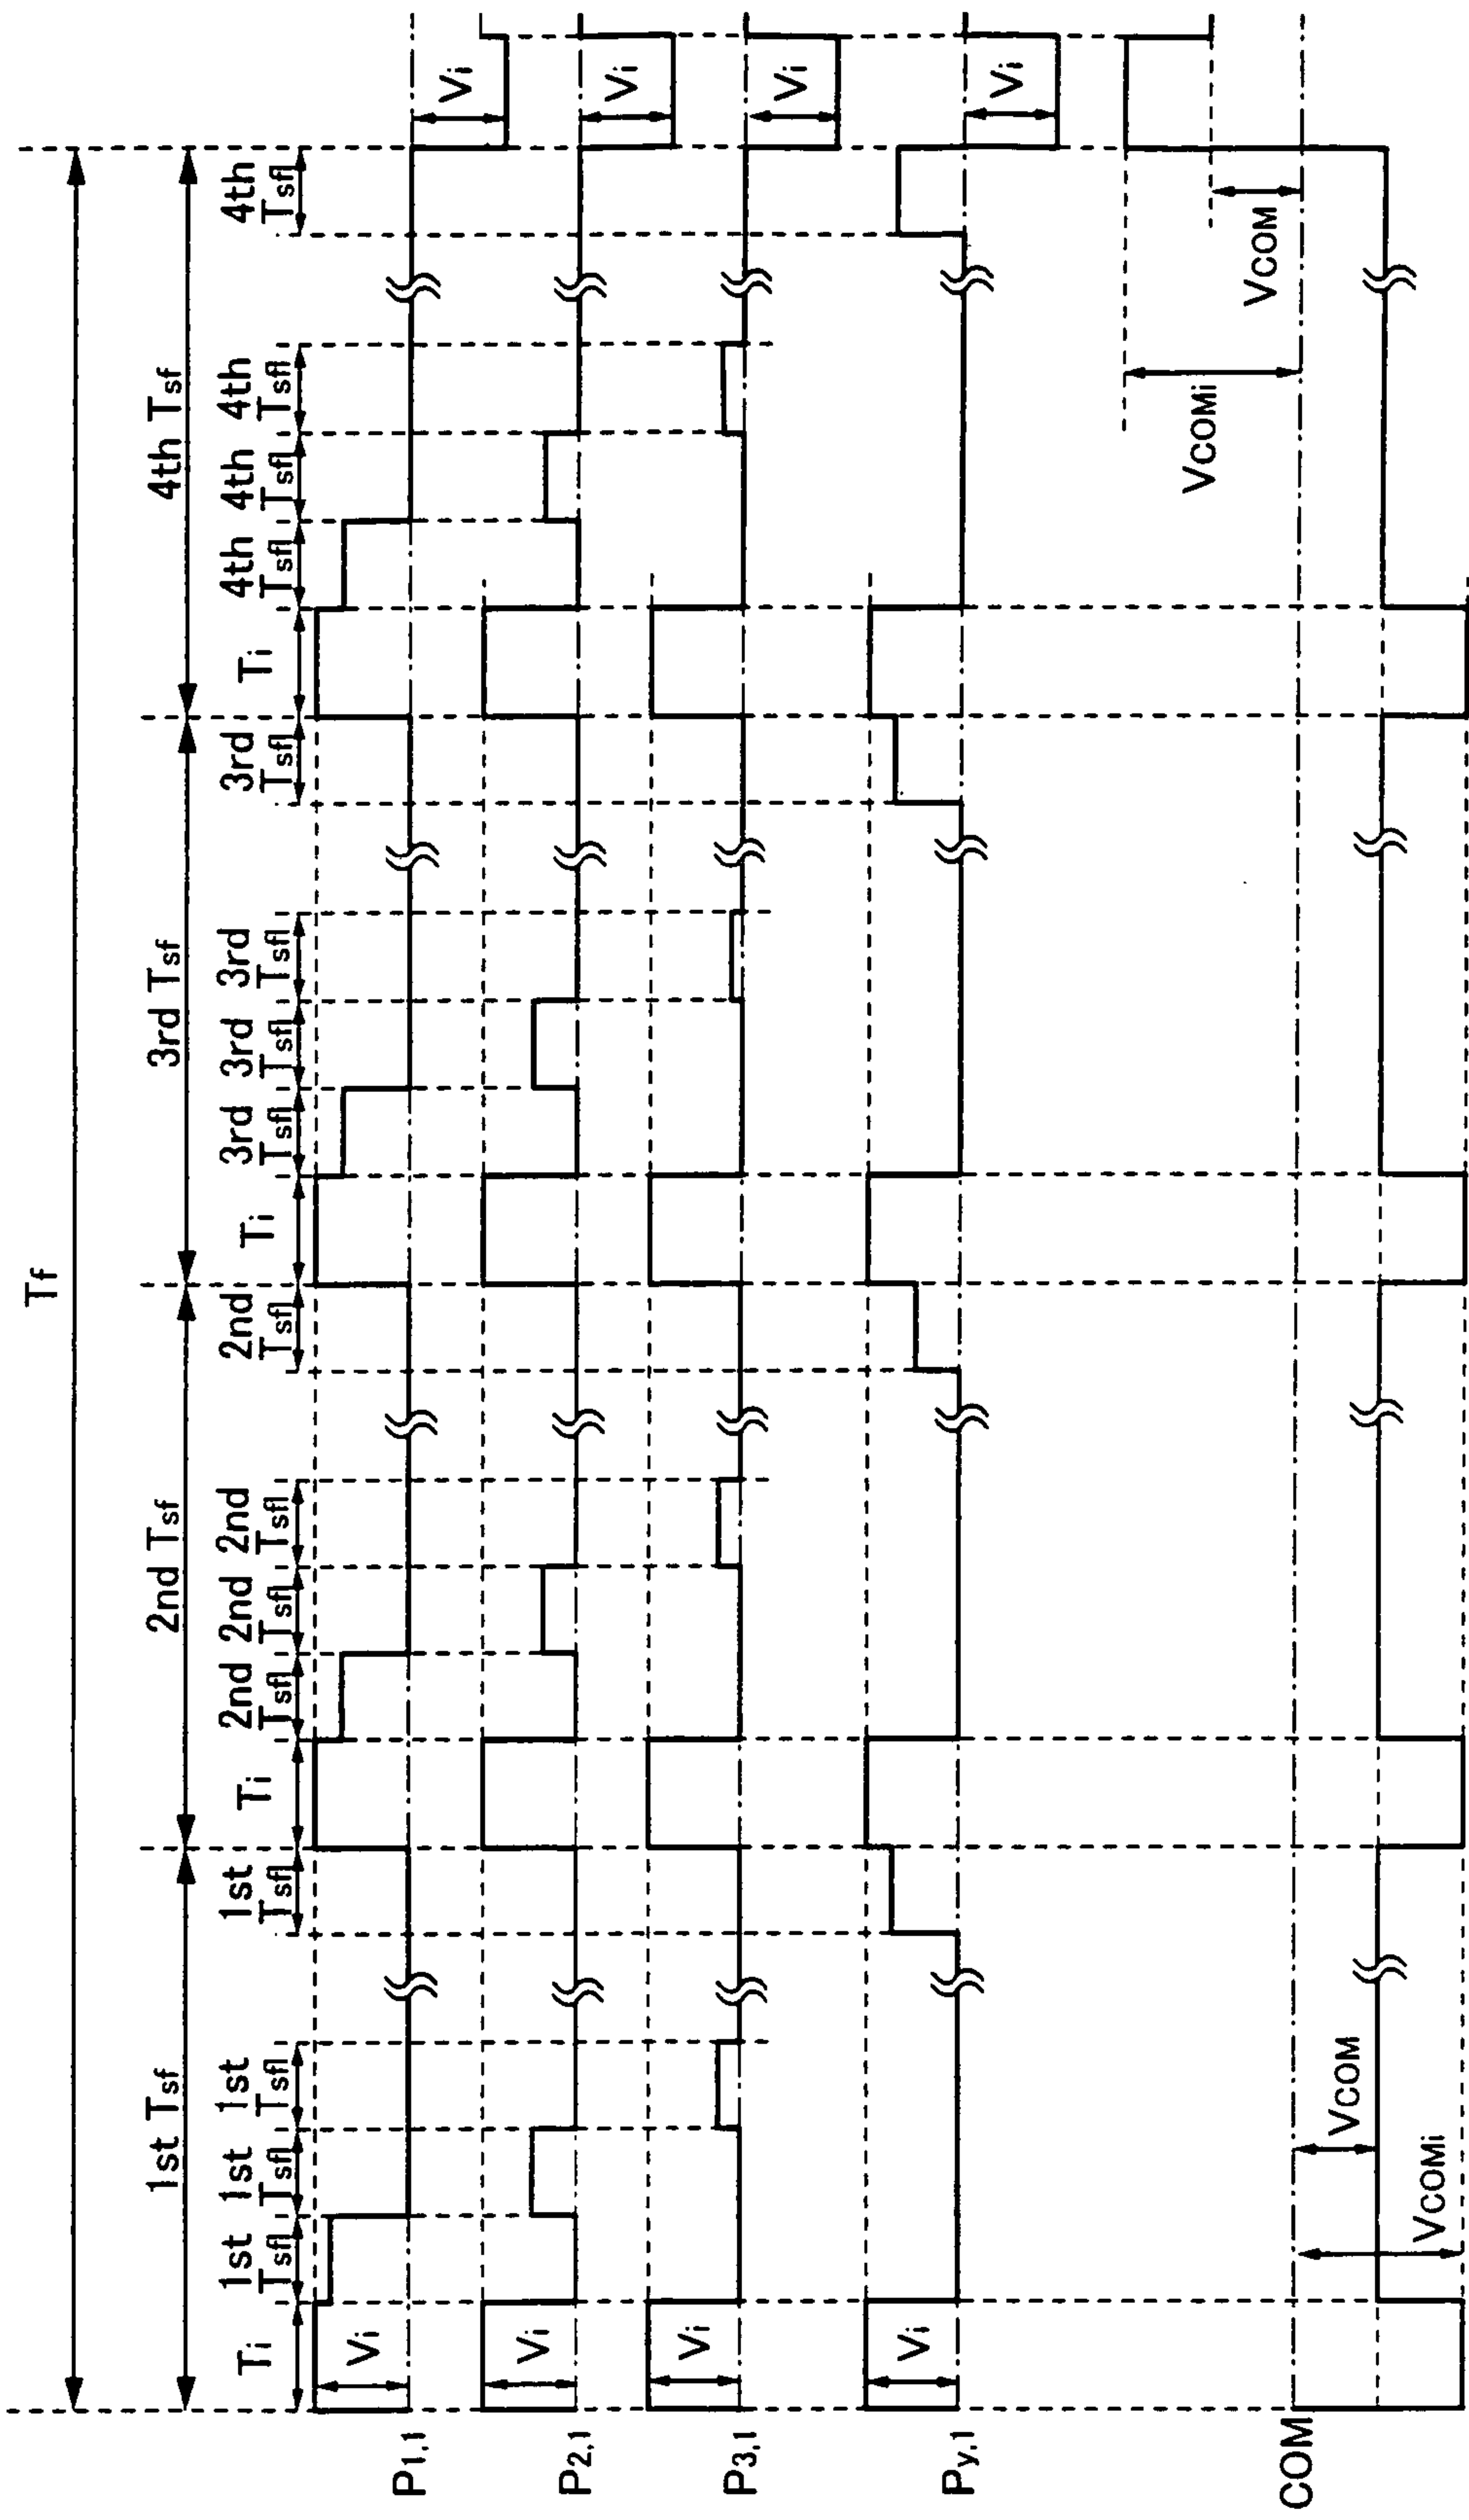 Tf
1st Tsf 2nd Tsf 3rd Tsf 4th Tsf
Ti 1st Tsfl 1st Tsfl 1st Tsfl 1st Tsfl Ti 2nd Tsfl 2nd Tsfl 2nd Tsfl 2nd Tsfl Ti 3rd Tsfl 3rd Tsfl 3rd Tsfl 3rd Tsfl Ti 4th Tsfl 4th Tsfl 4th Tsfl 4th Tsfl
P1,1 Vi Vi
P2,1 Vi Vi
P3,1 Vi Vi
Py,1 Vi Vi
VCOMi VCOM
COM VCOM
VCOMi